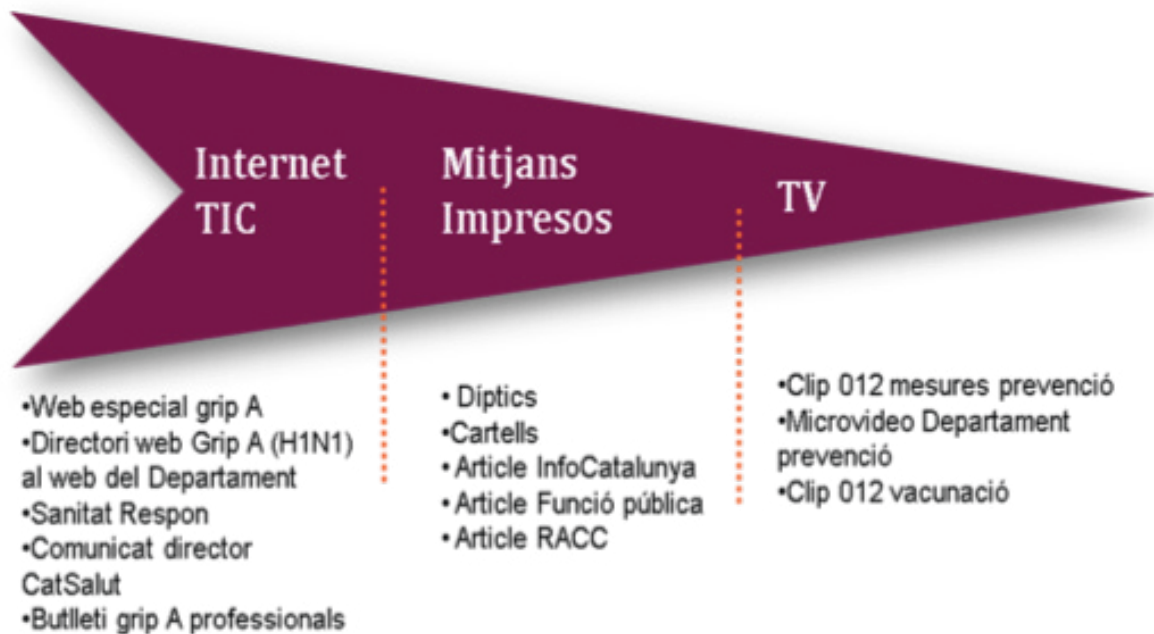 Internet
TIC
Mitjans
Impresos
TV
•Web especial grip A
•Directori web Grip A (H1N1)
al web del Departament
•Sanitat Respon
•Comunicat director
CatSalut
•Butlleti grip A professionals
• Díptics
•Cartells
• Article InfoCatalunya
• Article Funció pública
• Article RACC
•Clip 012 mesures prevenció
•Microvideo Departament
prevenció
•Clip 012 vacunació